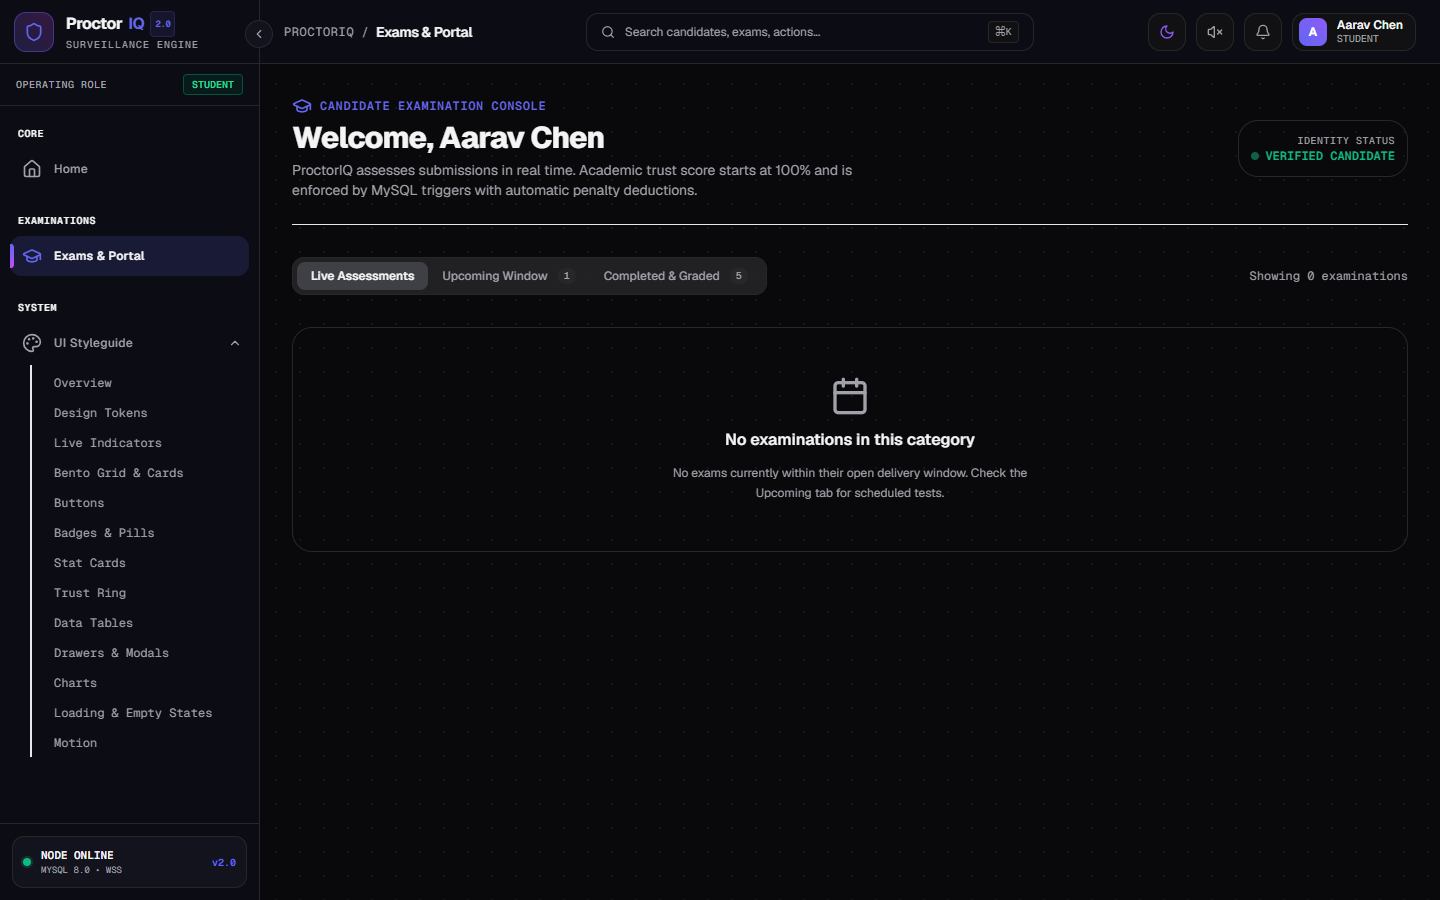 Proctor IQ 2.0
SURVEILLANCE ENGINE
PROCTORIQ / Exams & Portal
Search candidates, exams, actions...
⌘K
A
Aarav Chen
STUDENT
OPERATING ROLE
STUDENT
CORE
Home
EXAMINATIONS
Exams & Portal
SYSTEM
UI Styleguide
Overview
Design Tokens
Live Indicators
Bento Grid & Cards
Buttons
Badges & Pills
Stat Cards
Trust Ring
Data Tables
Drawers & Modals
Charts
Loading & Empty States
Motion
NODE ONLINE
MYSQL 8.0 • WSS
v2.0
CANDIDATE EXAMINATION CONSOLE
Welcome, Aarav Chen
ProctorIQ assesses submissions in real time. Academic trust score starts at 100% and is
enforced by MySQL triggers with automatic penalty deductions.
IDENTITY STATUS
VERIFIED CANDIDATE
Live Assessments
Upcoming Window 1
Completed & Graded 5
Showing 0 examinations
No examinations in this category
No exams currently within their open delivery window. Check the
Upcoming tab for scheduled tests.